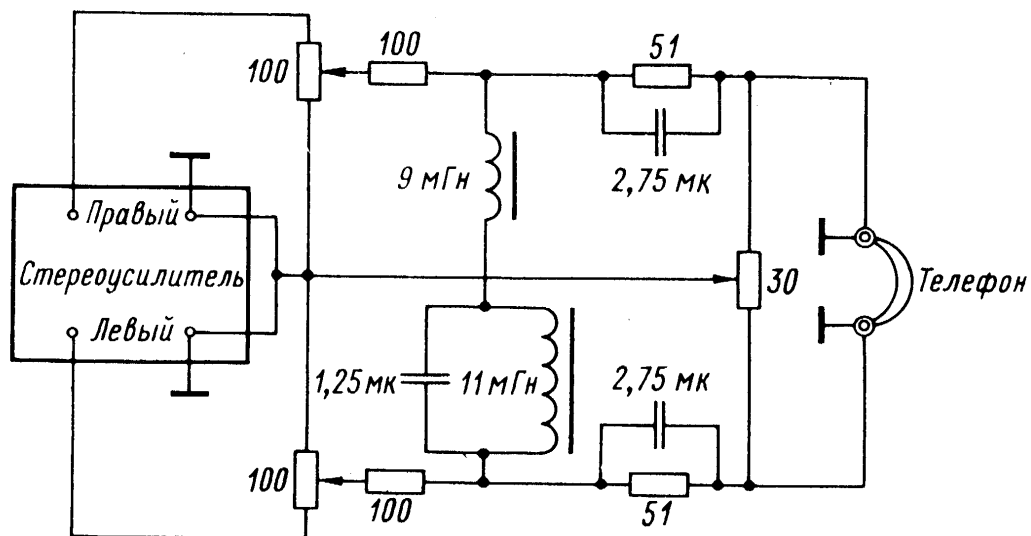 100
51
100
2,75 мк
9 мГн
Правый
Стереоусилитель
Левый
30
Телефон
1,25 мк
11 мГн
2,75 мк
100
100
51